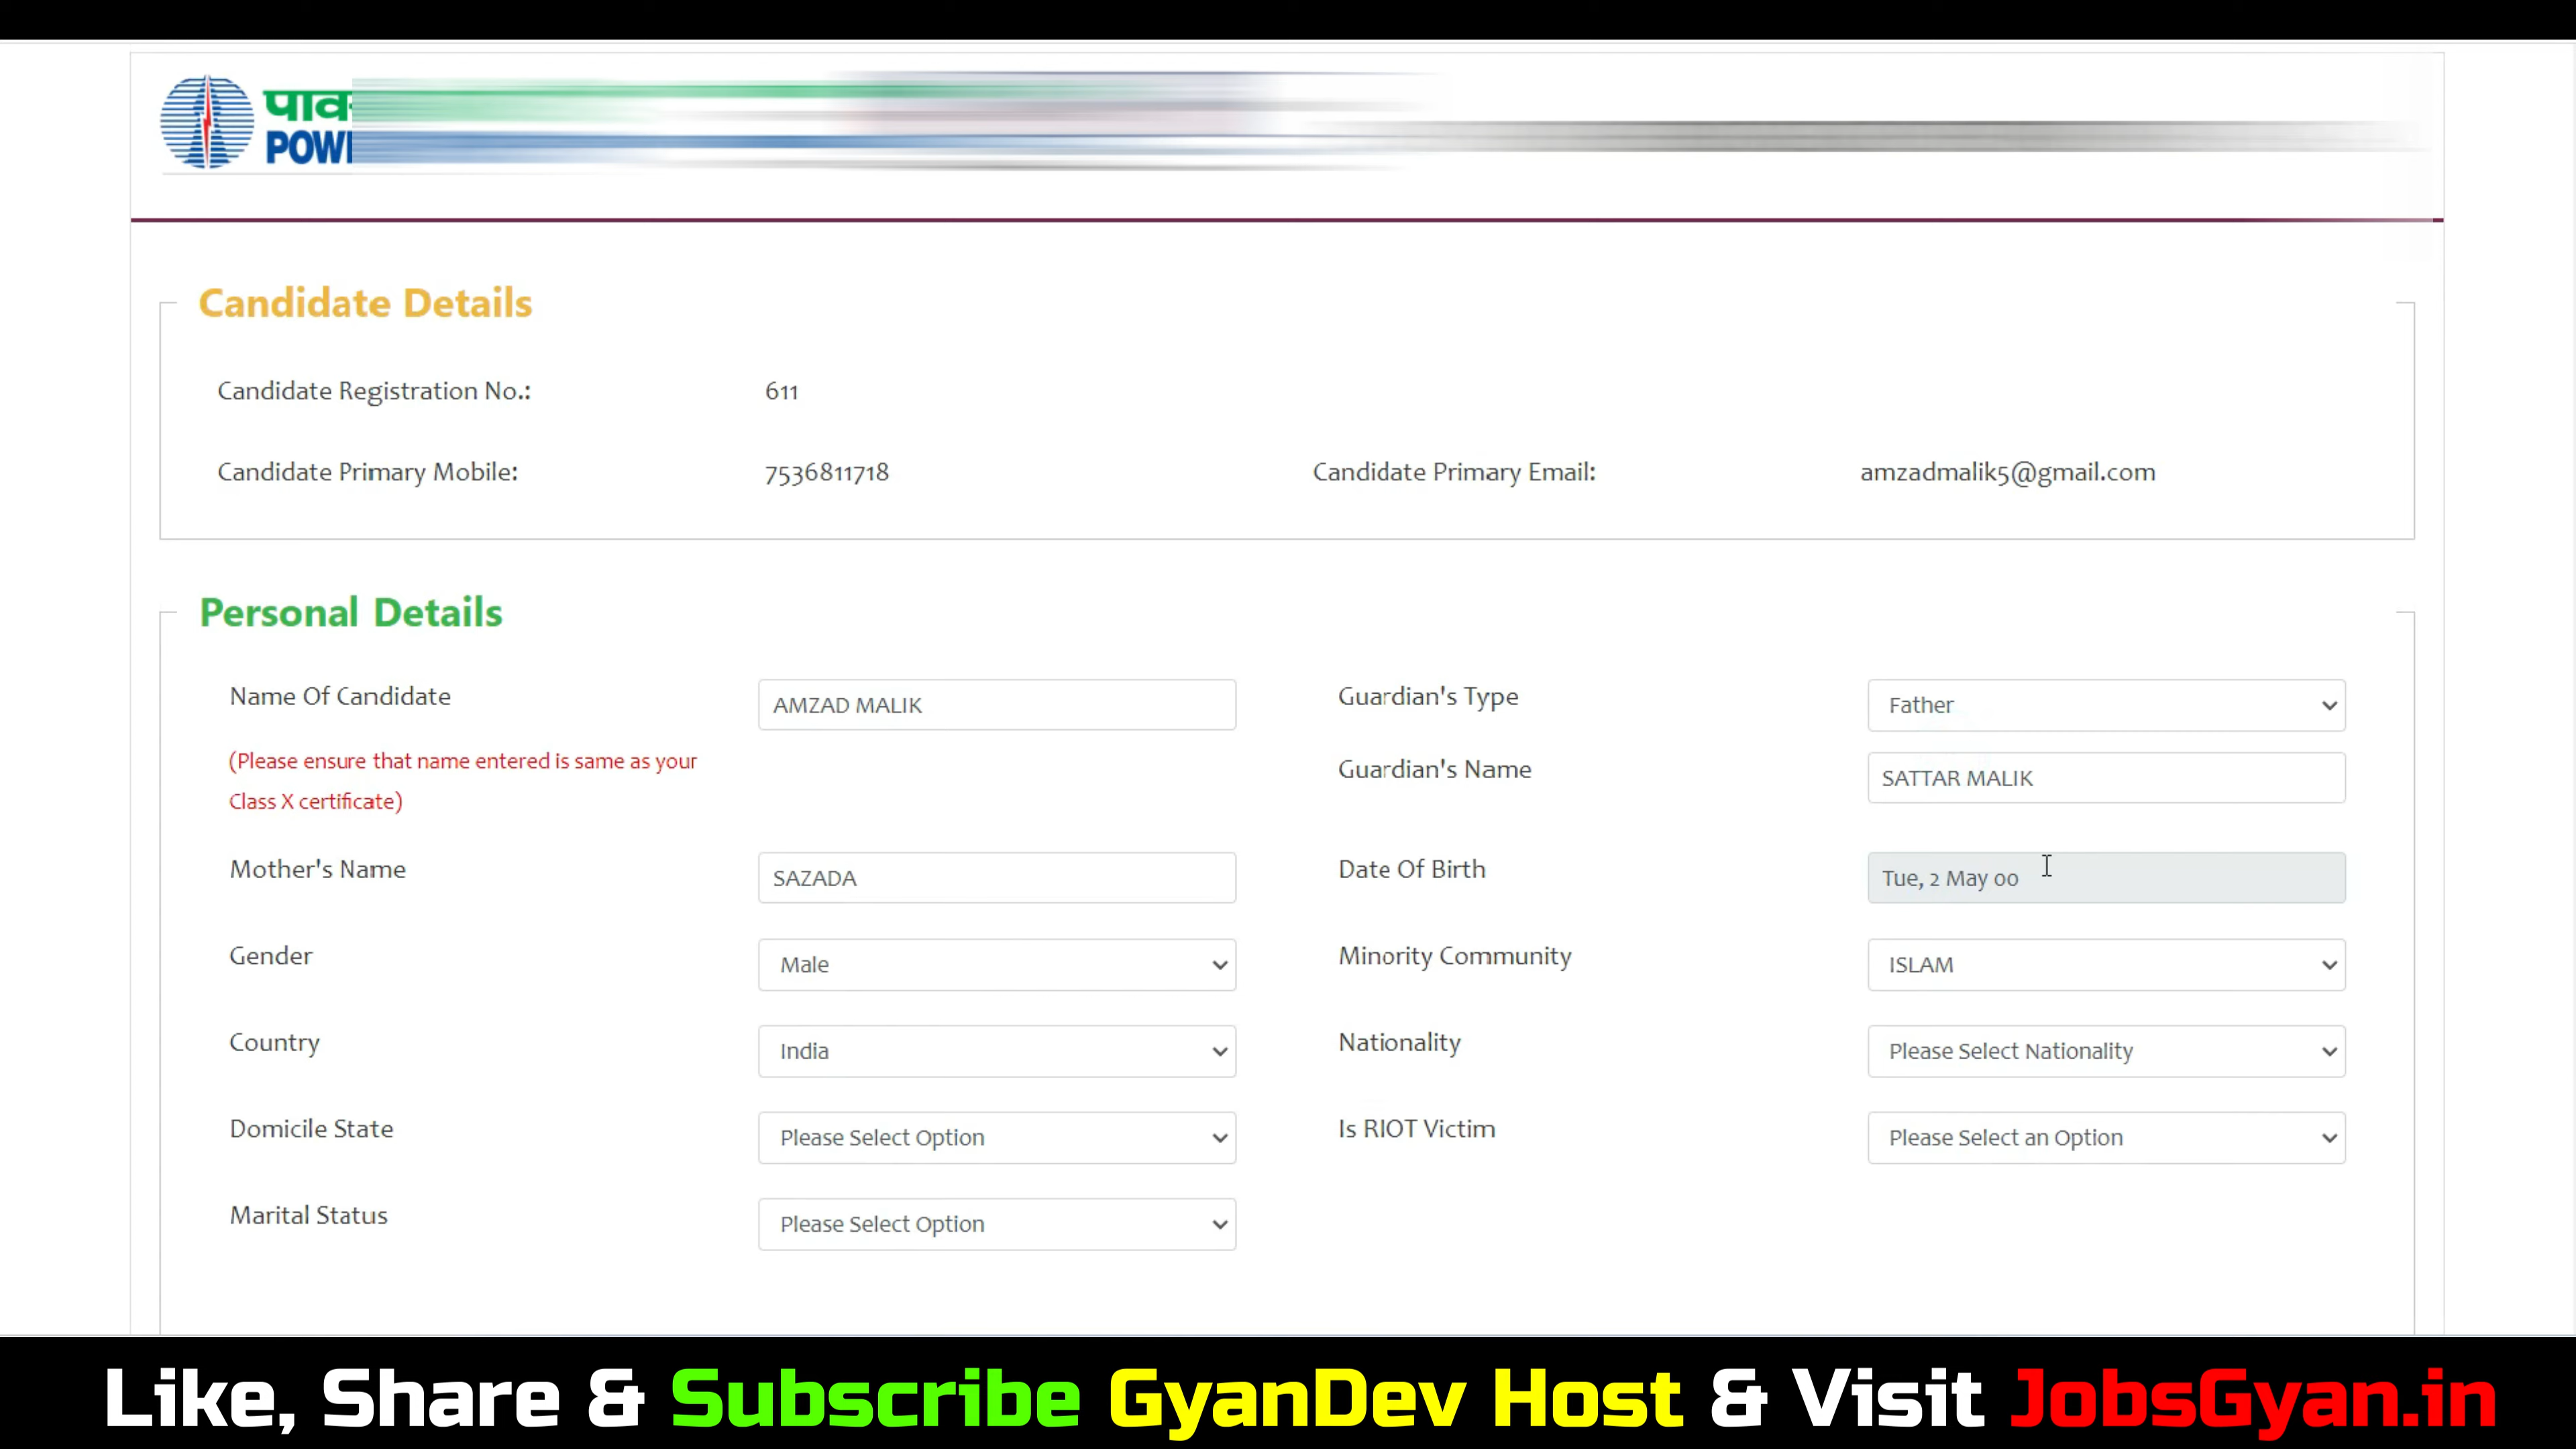 Candidate Details
Candidate Registration No.: 611
Candidate Primary Mobile: 7536811718 Candidate Primary Email: amzadmalik5@gmail.com
Personal Details
Name Of Candidate AMZAD MALIK Guardian's Type Father
(Please ensure that name entered is same as your
Class X certificate)
Guardian's Name SATTAR MALIK
Mother's Name SAZADA Date Of Birth Tue, 2 May 00
Gender Male Minority Community ISLAM
Country India Nationality Please Select Nationality
Domicile State Please Select Option Is RIOT Victim Please Select an Option
Marital Status Please Select Option
Like, Share & Subscribe GyanDev Host & Visit JobsGyan.in